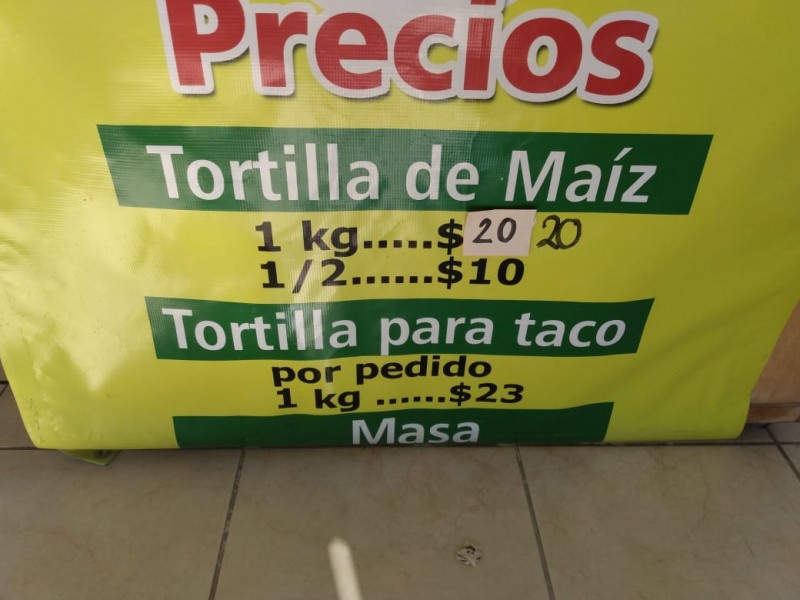 Precios
Tortilla de Maíz
1 kg.....$ 20 20
1/2......$10
Tortilla para taco
por pedido
1 kg ......$23
Masa